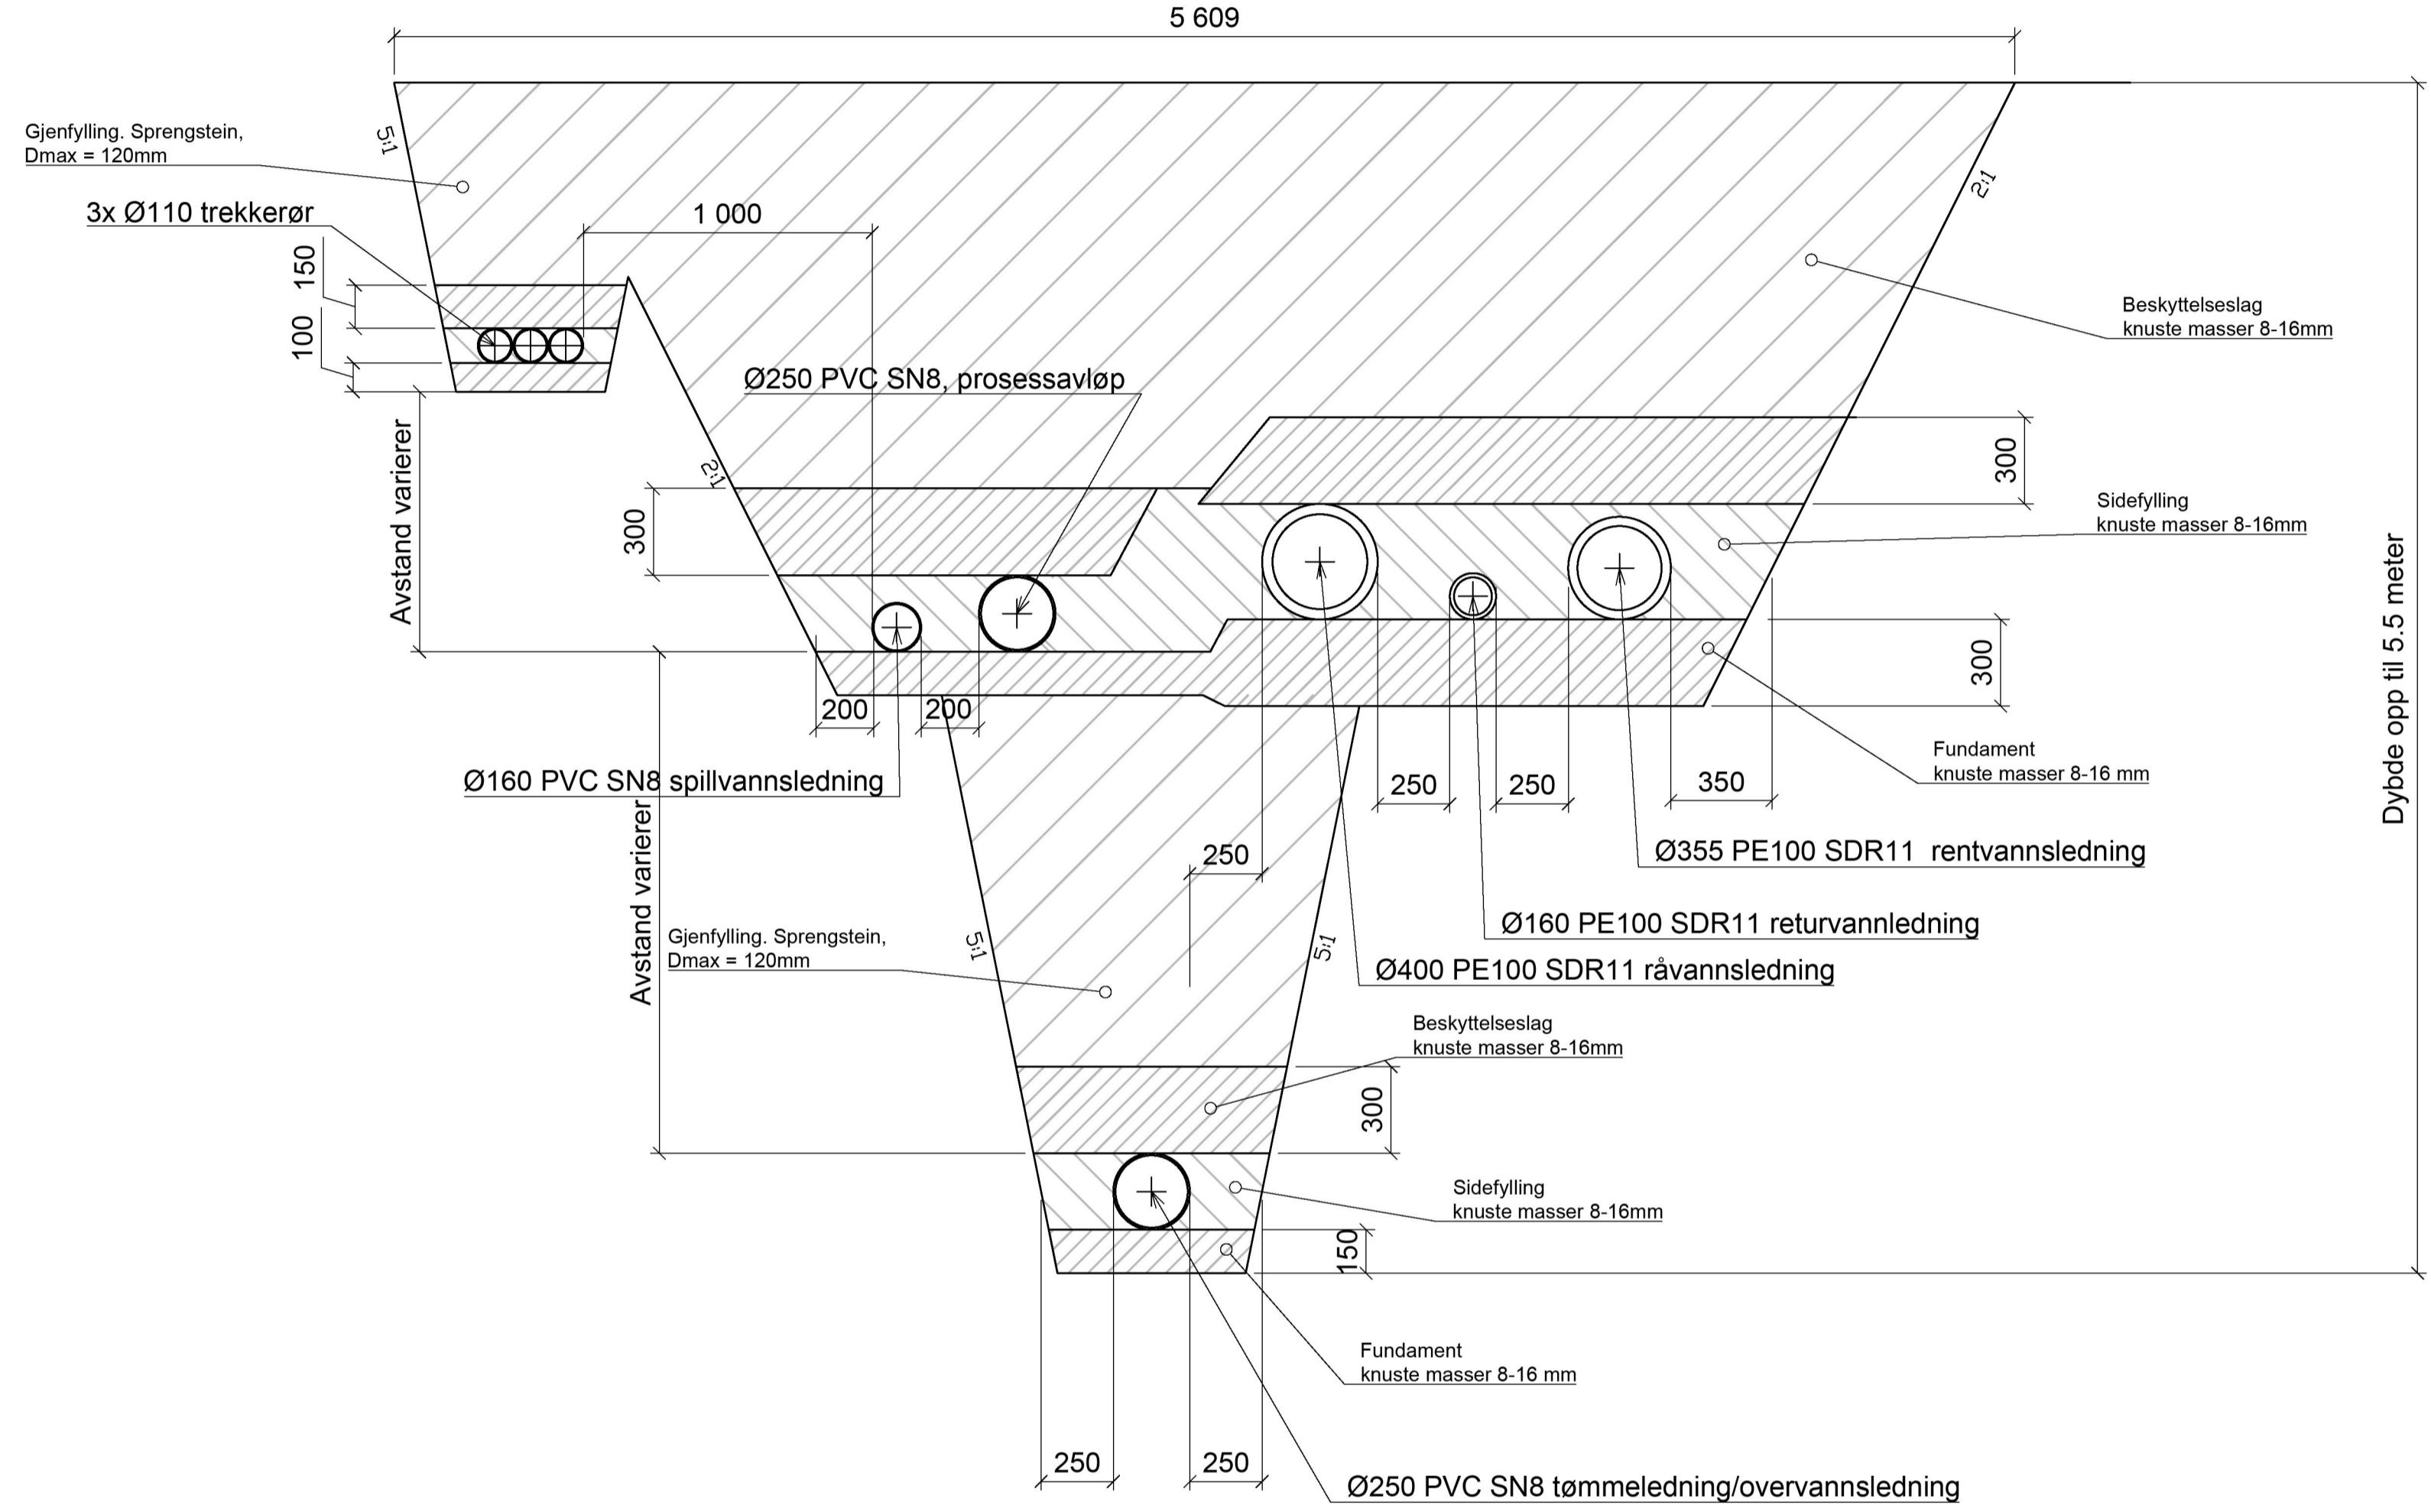 5 609
Gjenfylling. Sprengstein,
Dmax = 120mm
5:1
2:1
3x Ø110 trekkerør
1 000
150
100
Beskyttelseslag
knuste masser 8-16mm
Ø250 PVC SN8, prosessavløp
Avstand varierer
2:1
300
300
Sidefylling
knuste masser 8-16mm
Dybde opp til 5.5 meter
300
200
200
Fundament
knuste masser 8-16 mm
Ø160 PVC SN8 spillvannsledning
250
250
350
Avstand varierer
250
Ø355 PE100 SDR11 rentvannsledning
Ø160 PE100 SDR11 returvannledning
Gjenfylling. Sprengstein,
Dmax = 120mm
5:1
5:1
Ø400 PE100 SDR11 råvannsledning
Beskyttelseslag
knuste masser 8-16mm
300
Sidefylling
knuste masser 8-16mm
150
Fundament
knuste masser 8-16 mm
250
250
Ø250 PVC SN8 tømmeledning/overvannsledning